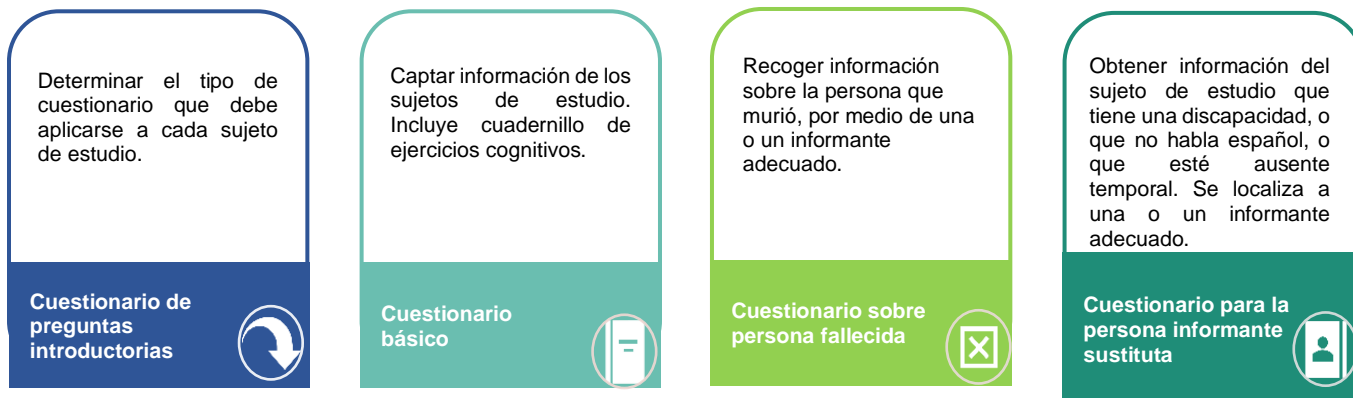 Determinar el tipo de
cuestionario que debe
aplicarse a cada sujeto
de estudio.
Cuestionario de
preguntas
introductorias
Captar información de los
sujetos de estudio.
Incluye cuadernillo de
ejercicios cognitivos.
Cuestionario
básico
Recoger información
sobre la persona que
murió, por medio de una
o un informante
adecuado.
Cuestionario sobre
persona fallecida
Obtener información del
sujeto de estudio que
tiene una discapacidad, o
que no habla español, o
que esté ausente
temporal. Se localiza a
una o un informante
adecuado.
Cuestionario para la
persona informante
sustituta